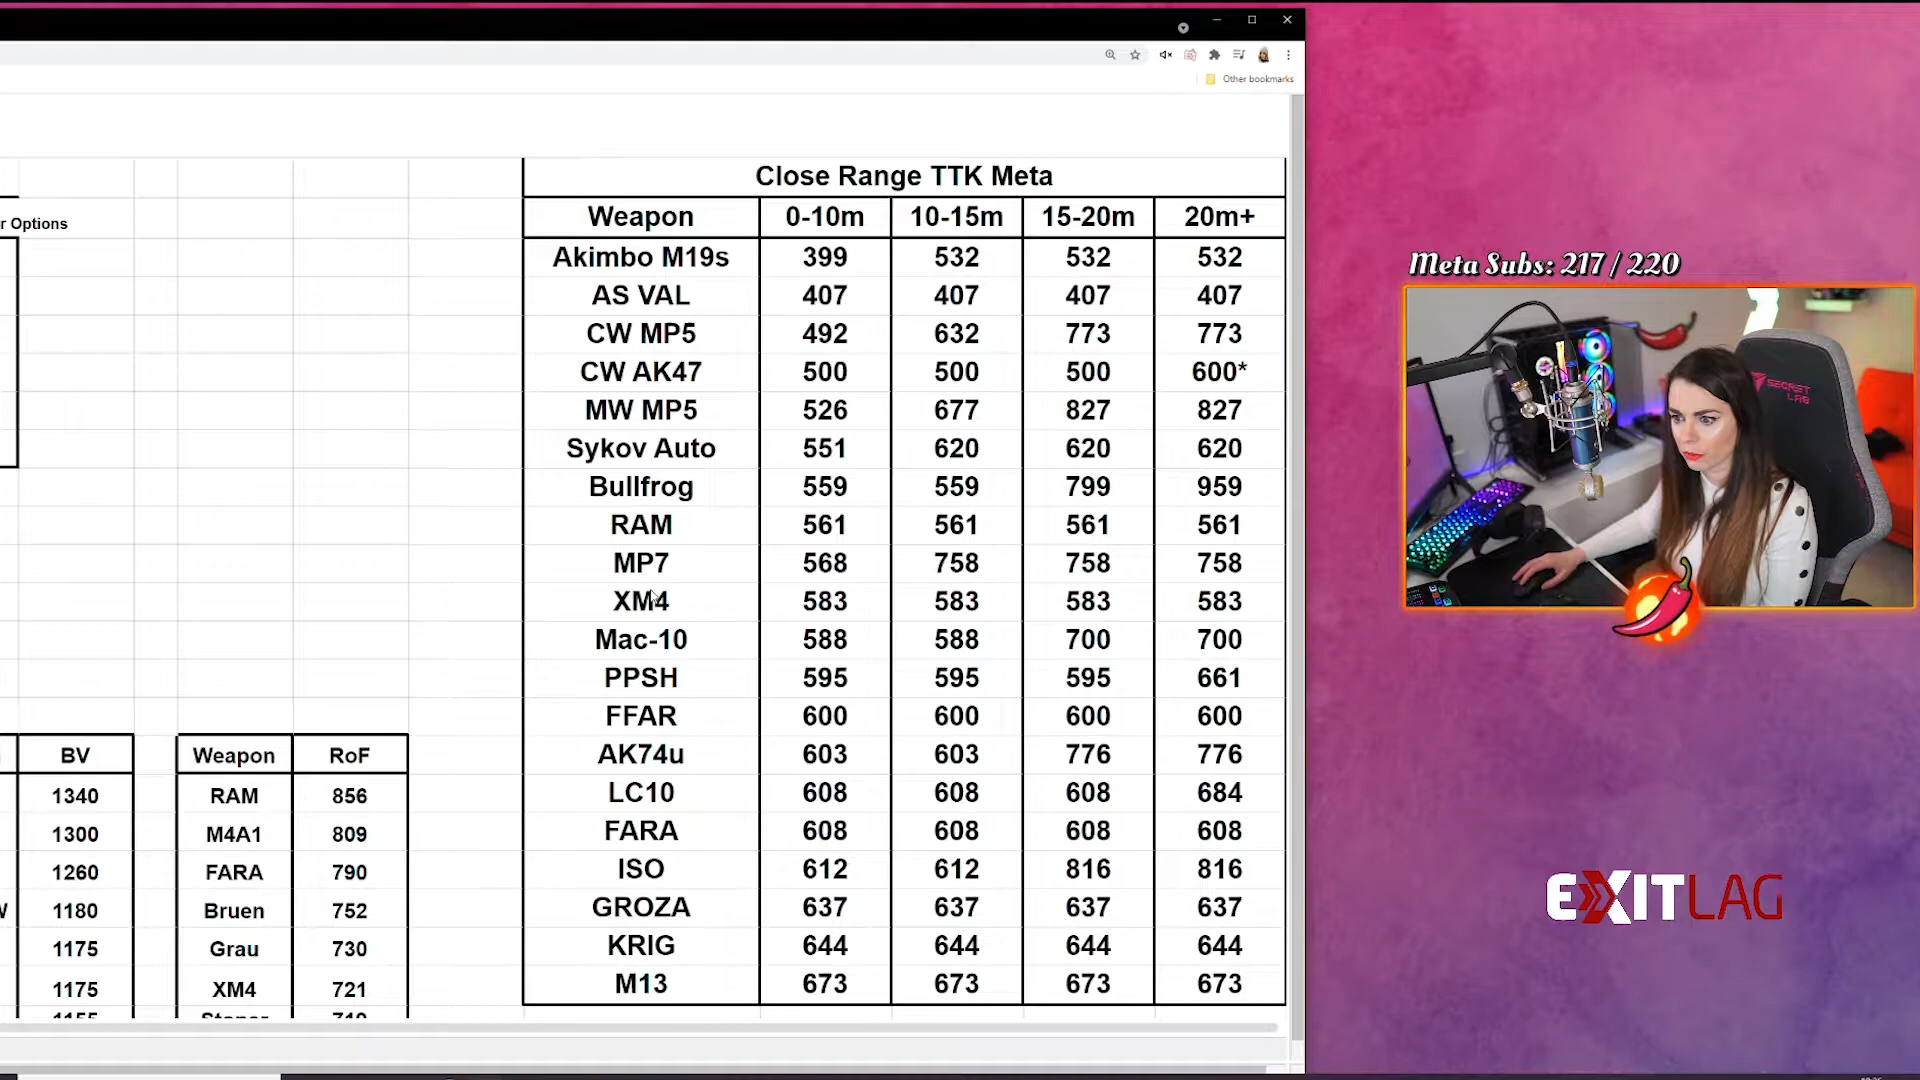 Other bookmarks
r Options
Close Range TTK Meta
Weapon 0-10m 10-15m 15-20m 20m+
Akimbo M19s 399 532 532 532
AS VAL 407 407 407 407
CW MP5 492 632 773 773
CW AK47 500 500 500 600*
MW MP5 526 677 827 827
Sykov Auto 551 620 620 620
Bullfrog 559 559 799 959
RAM 561 561 561 561
MP7 568 758 758 758
XM4 583 583 583 583
Mac-10 588 588 700 700
PPSH 595 595 595 661
FFAR 600 600 600 600
AK74u 603 603 776 776
LC10 608 608 608 684
FARA 608 608 608 608
ISO 612 612 816 816
GROZA 637 637 637 637
KRIG 644 644 644 644
M13 673 673 673 673
BV
1340
1300
1260
1180
1175
1175
1155
Weapon RoF
RAM 856
M4A1 809
FARA 790
Bruen 752
Grau 730
XM4 721
Stoner 719
Meta Subs: 217 / 220
SECRET
LAB
EXITLAG